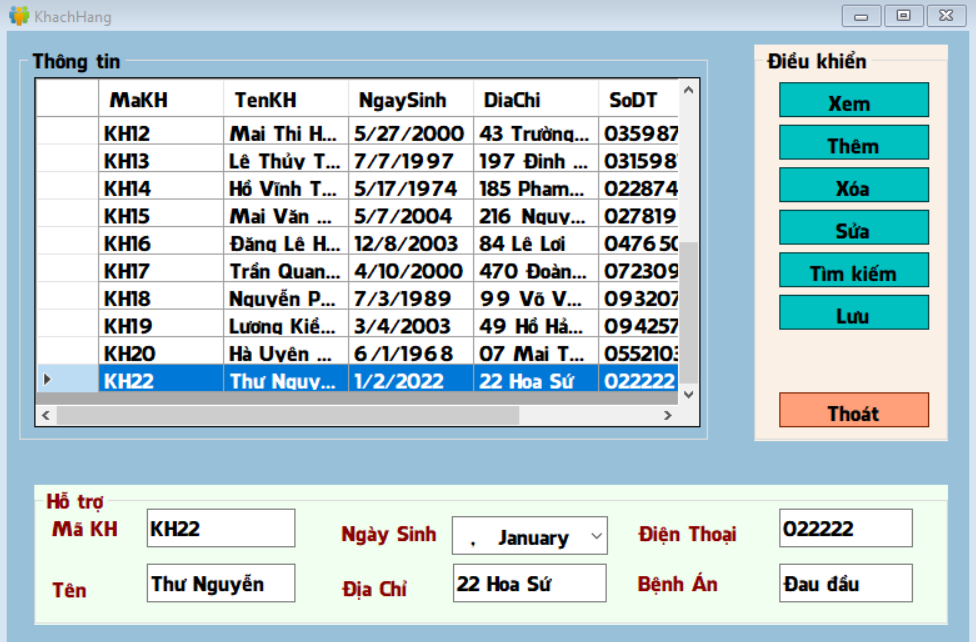 KhachHang
Thông tin
MaKH TenKH NgaySinh DiaChi SoDT
KH12 Mai Thi H... 5/27/2000 43 Trường... 035987
KH13 Lê Thủy T... 7/7/1997 197 Đinh ... 031598
KH14 Hồ Vĩnh T... 5/17/1974 185 Pham... 022874
KH15 Mai Văn ... 5/7/2004 216 Nguy... 027819
KH16 Đăng Lê H... 12/8/2003 84 Lê Lơi 047650
KH17 Trần Quan... 4/10/2000 470 Đoàn... 072309
KH18 Nguyễn P... 7/3/1989 99 Võ V... 093207
KH19 Lương Kiề... 3/4/2003 49 Hồ Hả... 094257
KH20 Hà Uyên ... 6/1/1968 07 Mai T... 055210
KH22 Thư Nguy... 1/2/2022 22 Hoa Sứ 022222
Điều khiển
Xem
Thêm
Xóa
Sửa
Tìm kiếm
Lưu
Thoát
Hỗ trợ
Mã KH KH22 Ngày Sinh , January Điện Thoại 022222
Tên Thư Nguyễn Địa Chỉ 22 Hoa Sứ Bệnh Án Đau đầu